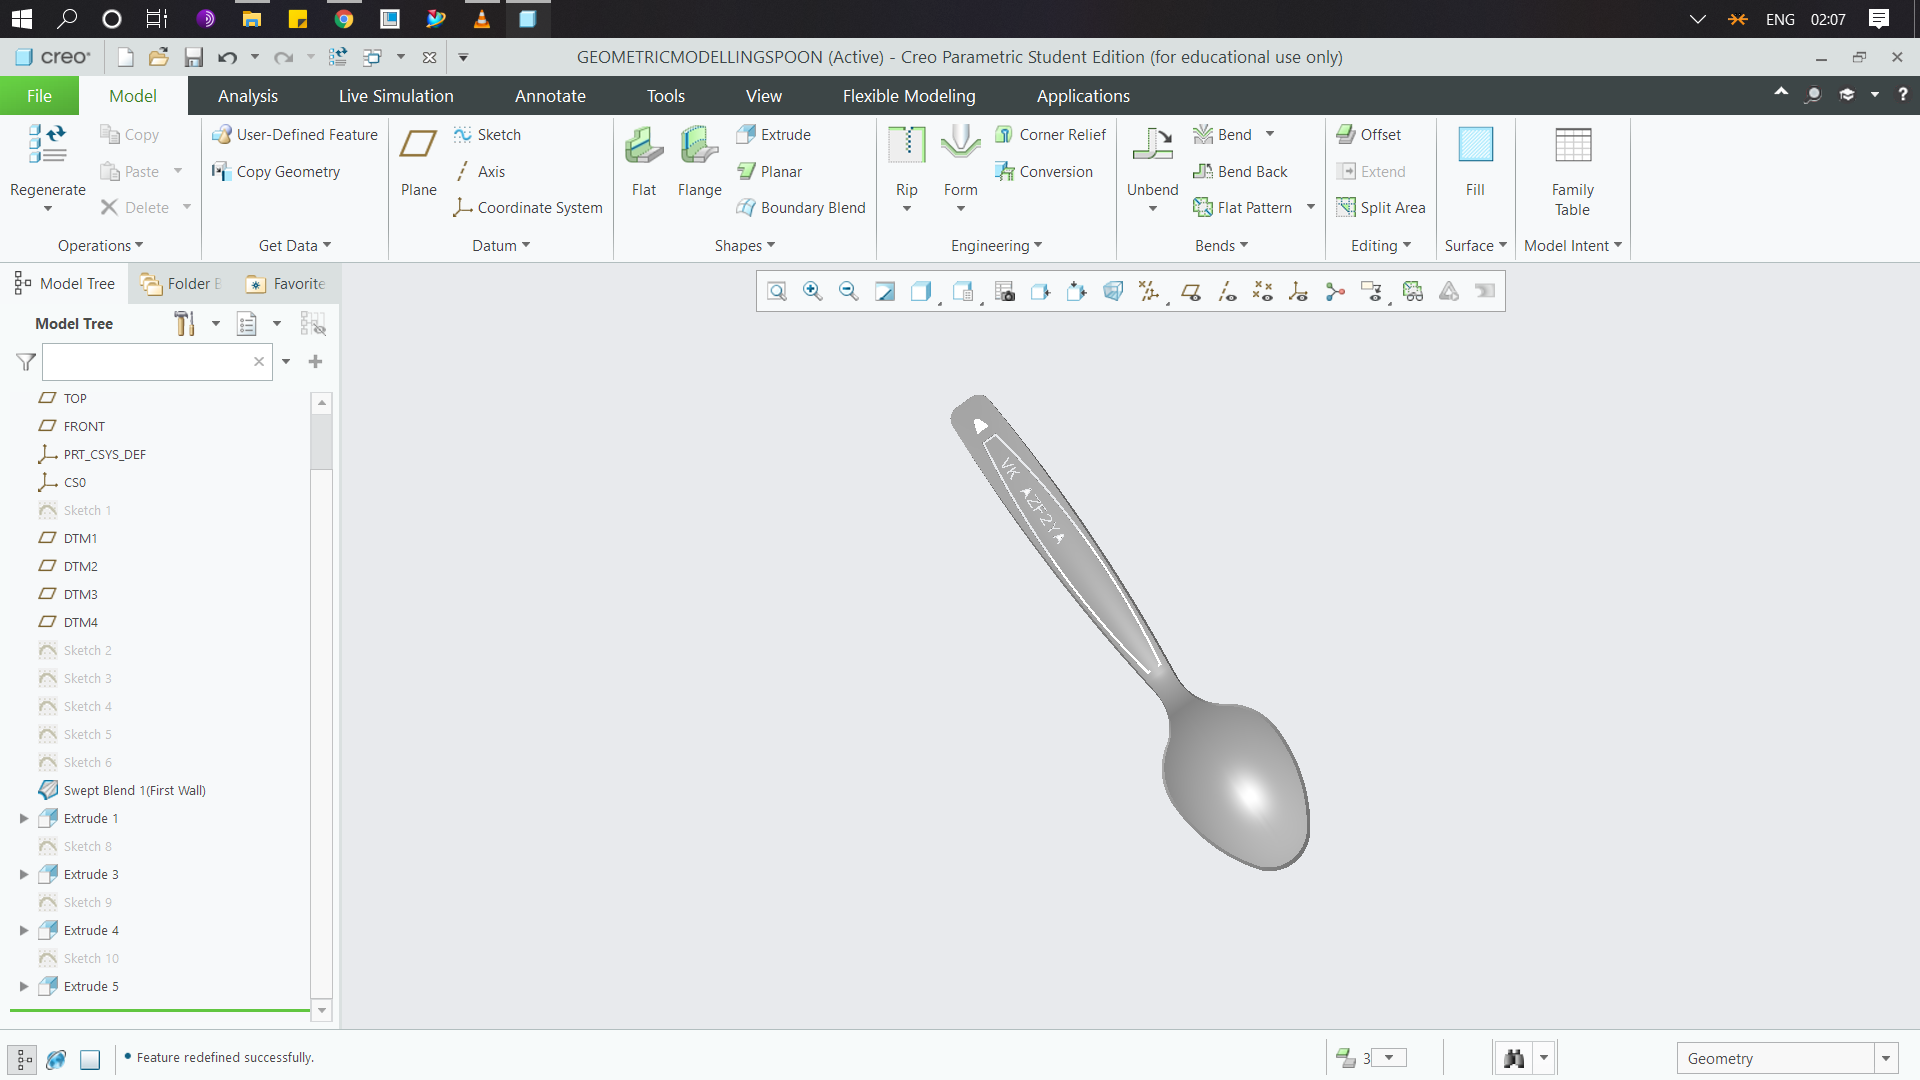 ENG 02:07
creo GEOMETRICMODELLINGSPOON (Active) - Creo Parametric Student Edition (for educational use only)
File Model Analysis Live Simulation Annotate Tools View Flexible Modeling Applications
Regenerate
Copy
Paste
Delete
Operations
User-Defined Feature
Copy Geometry
Get Data
Plane
Sketch
Axis
Coordinate System
Datum
Flat
Flange
Extrude
Planar
Boundary Blend
Shapes
Rip
Form
Corner Relief
Conversion
Engineering
Unbend
Bend
Bend Back
Flat Pattern
Bends
Offset
Extend
Split Area
Editing
Fill
Surface
Family
Table
Model Intent
Model Tree Folder Favorite
Model Tree
TOP
FRONT
PRT_CSYS_DEF
CS0
Sketch 1
DTM1
DTM2
DTM3
DTM4
Sketch 2
Sketch 3
Sketch 4
Sketch 5
Sketch 6
Swept Blend 1(First Wall)
Extrude 1
Sketch 8
Extrude 3
Sketch 9
Extrude 4
Sketch 10
Extrude 5
VK AZF2YA
Feature redefined successfully.
3
Geometry